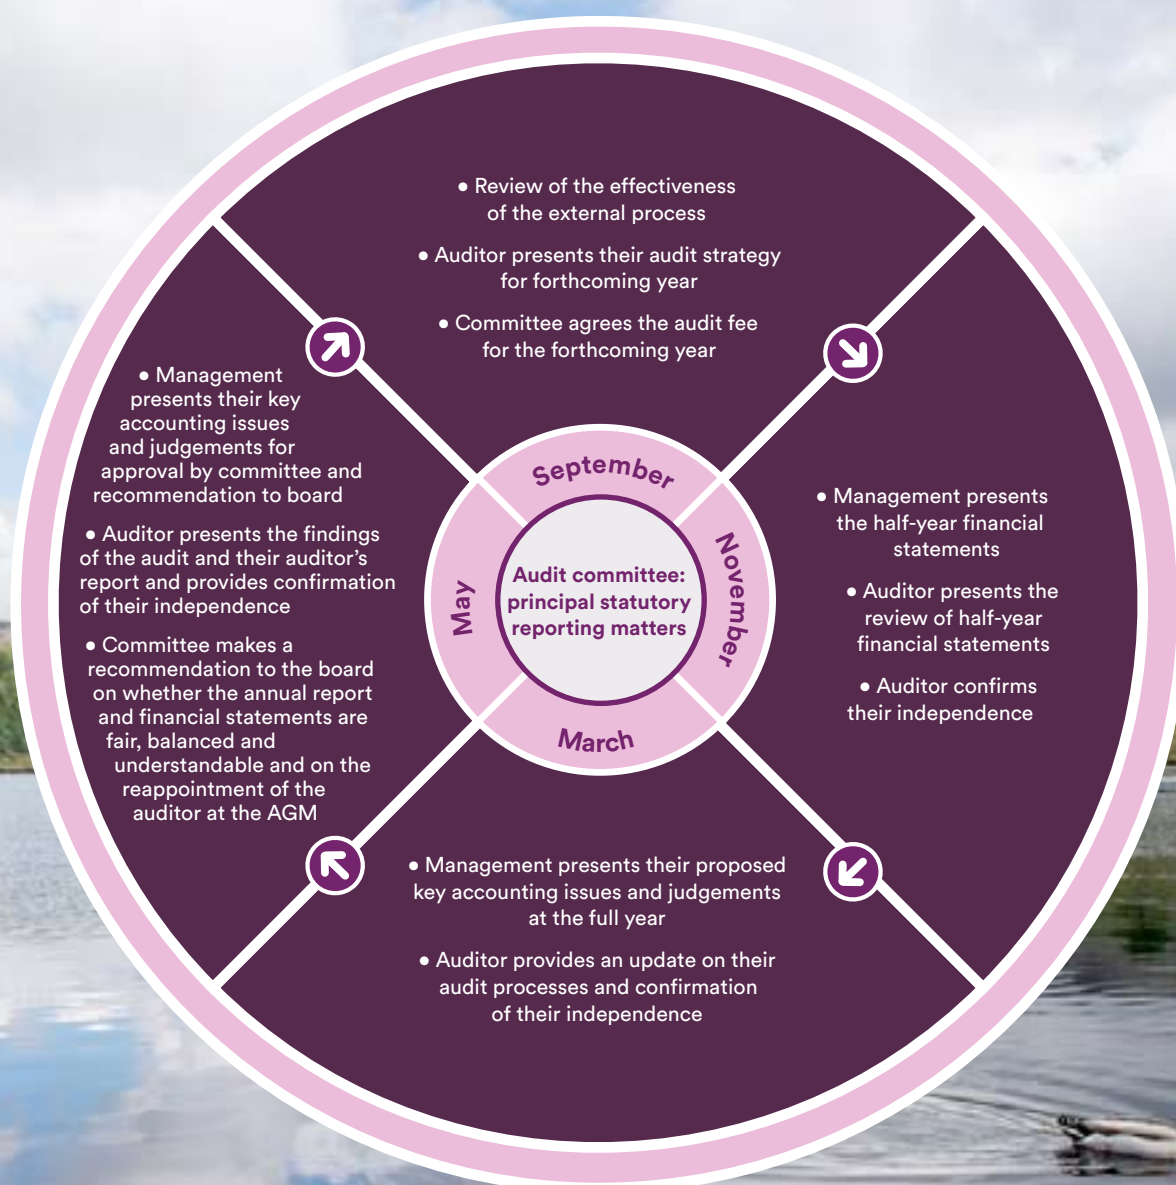 ● Review of the effectiveness
of the external process
● Auditor presents their audit strategy
for forthcoming year
● Committee agrees the audit fee
for the forthcoming year
● Management presents
the half-year financial
statements
● Auditor presents the
review of half-year
financial statements
● Auditor confirms
their independence
● Management presents their proposed
key accounting issues and judgements
at the full year
● Auditor provides an update on their
audit processes and confirmation
of their independence
● Management
presents their key
accounting issues
and judgements for
approval by committee and
recommendation to board
● Auditor presents the findings
of the audit and their auditor’s
report and provides confirmation
of their independence
● Committee makes a
recommendation to the board
on whether the annual report
and financial statements are
fair, balanced and
understandable and on the
reappointment of the
auditor at the AGM
September
November
March
May
Audit committee:
principal statutory
reporting matters